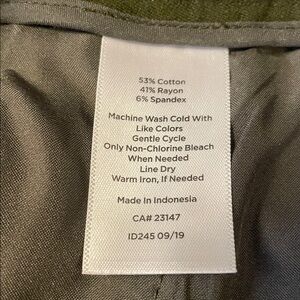 53% Cotton
41% Rayon
6% Spandex
Machine Wash Cold With
Like Colors
Gentle Cycle
Only Non-Chlorine Bleach
When Needed
Line Dry
Warm Iron, If Needed
Made In Indonesia
CA# 23147
ID245 09/19